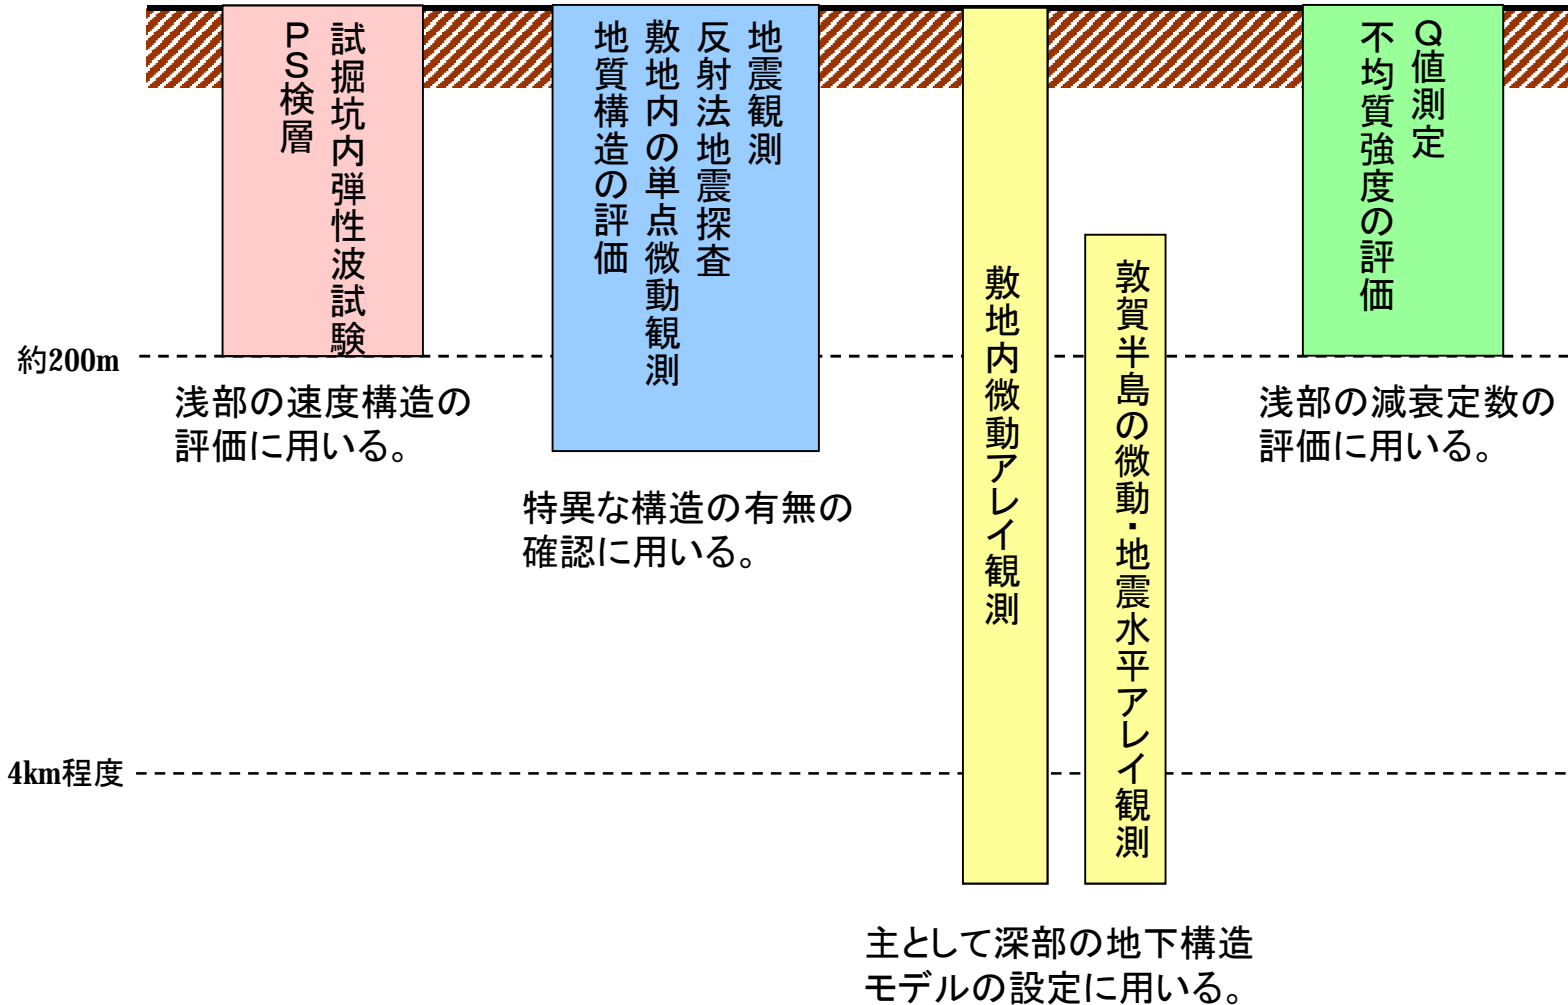 試掘坑内弾性波試験
ＰＳ検層
地震観測
反射法地震探査
敷地内の単点微動観測
地質構造の評価
敷地内微動アレイ観測
敦賀半島の微動・地震水平アレイ観測
Ｑ値測定
不均質強度の評価
約200m
浅部の速度構造の
評価に用いる。
特異な構造の有無の
確認に用いる。
浅部の減衰定数の
評価に用いる。
4km程度
主として深部の地下構造
モデルの設定に用いる。